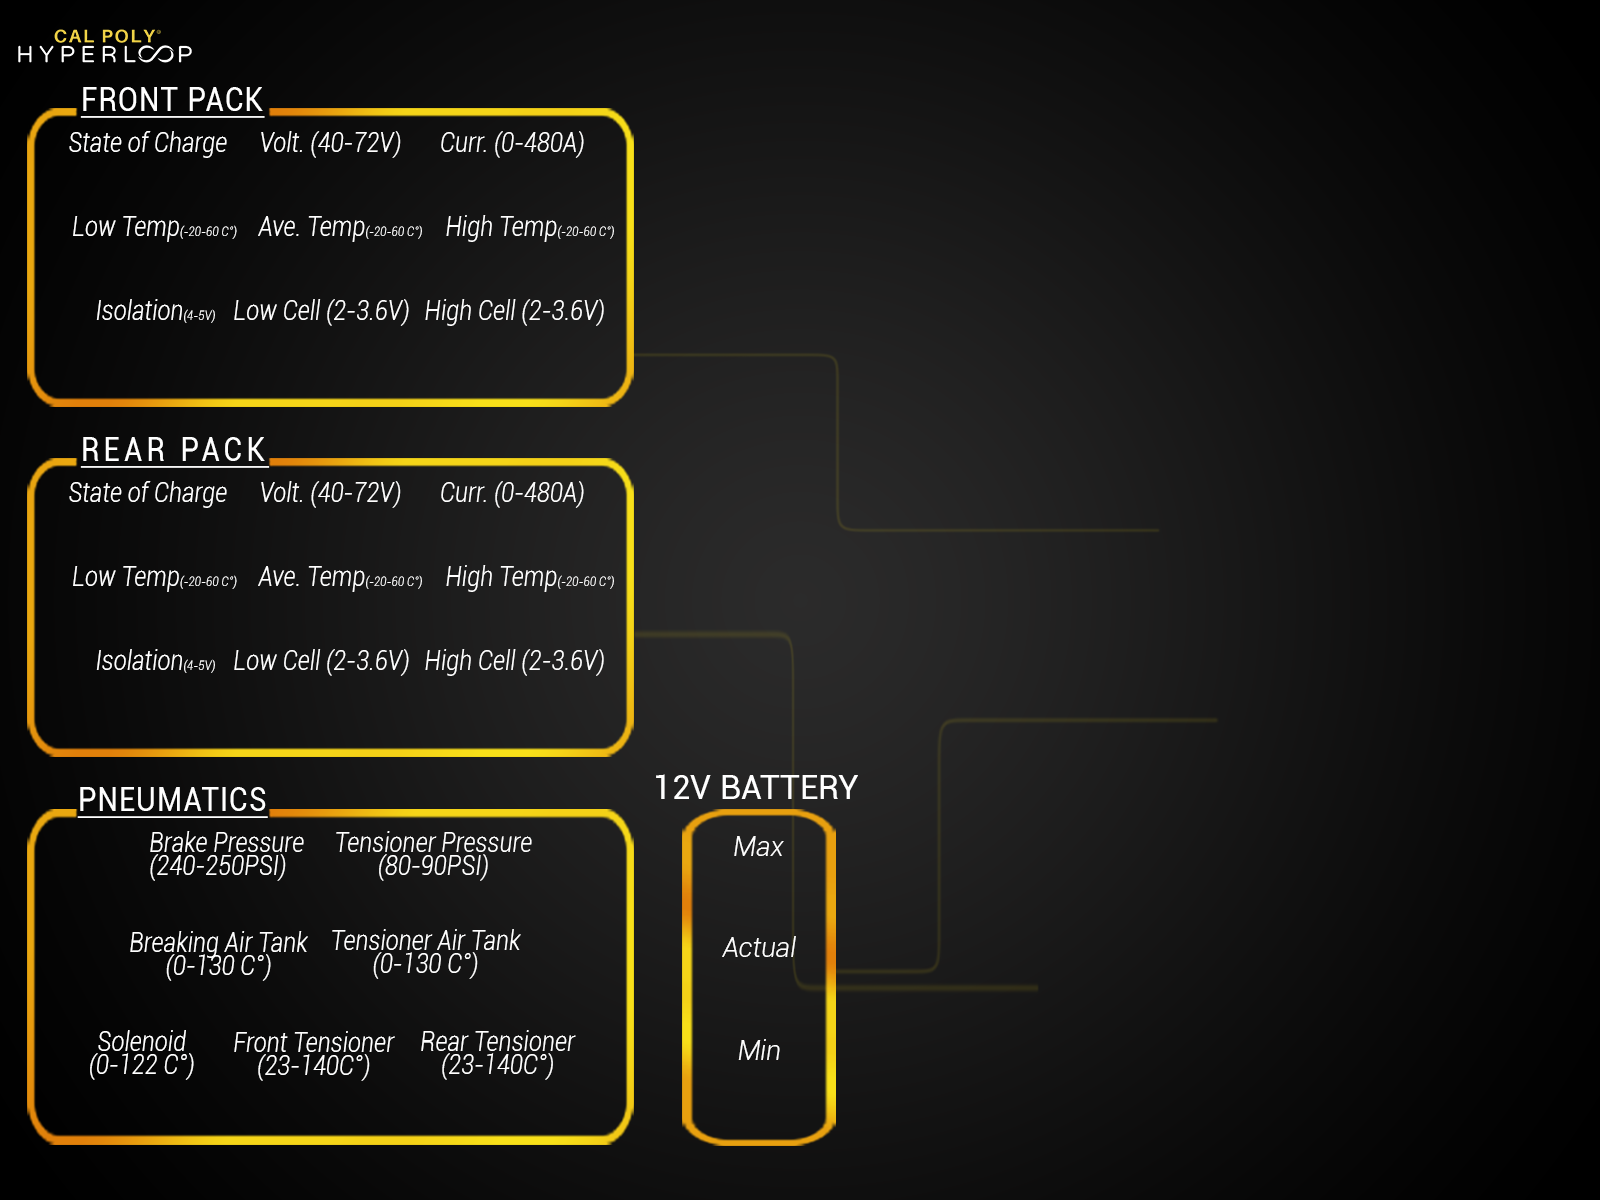 CAL POLY®
HYPERLOOP
FRONT PACK
State of Charge Volt. (40-72V) Curr. (0-480A)
Low Temp(-20-60 C°) Ave. Temp(-20-60 C°) High Temp(-20-60 C°)
Isolation(4-5V) Low Cell (2-3.6V) High Cell (2-3.6V)
REAR PACK
State of Charge Volt. (40-72V) Curr. (0-480A)
Low Temp(-20-60 C°) Ave. Temp(-20-60 C°) High Temp(-20-60 C°)
Isolation(4-5V) Low Cell (2-3.6V) High Cell (2-3.6V)
PNEUMATICS
Brake Pressure Tensioner Pressure
(240-250PSI) (80-90PSI)
Breaking Air Tank Tensioner Air Tank
(0-130 C°) (0-130 C°)
Solenoid Front Tensioner Rear Tensioner
(0-122 C°) (23-140C°) (23-140C°)
12V BATTERY
Max
Actual
Min